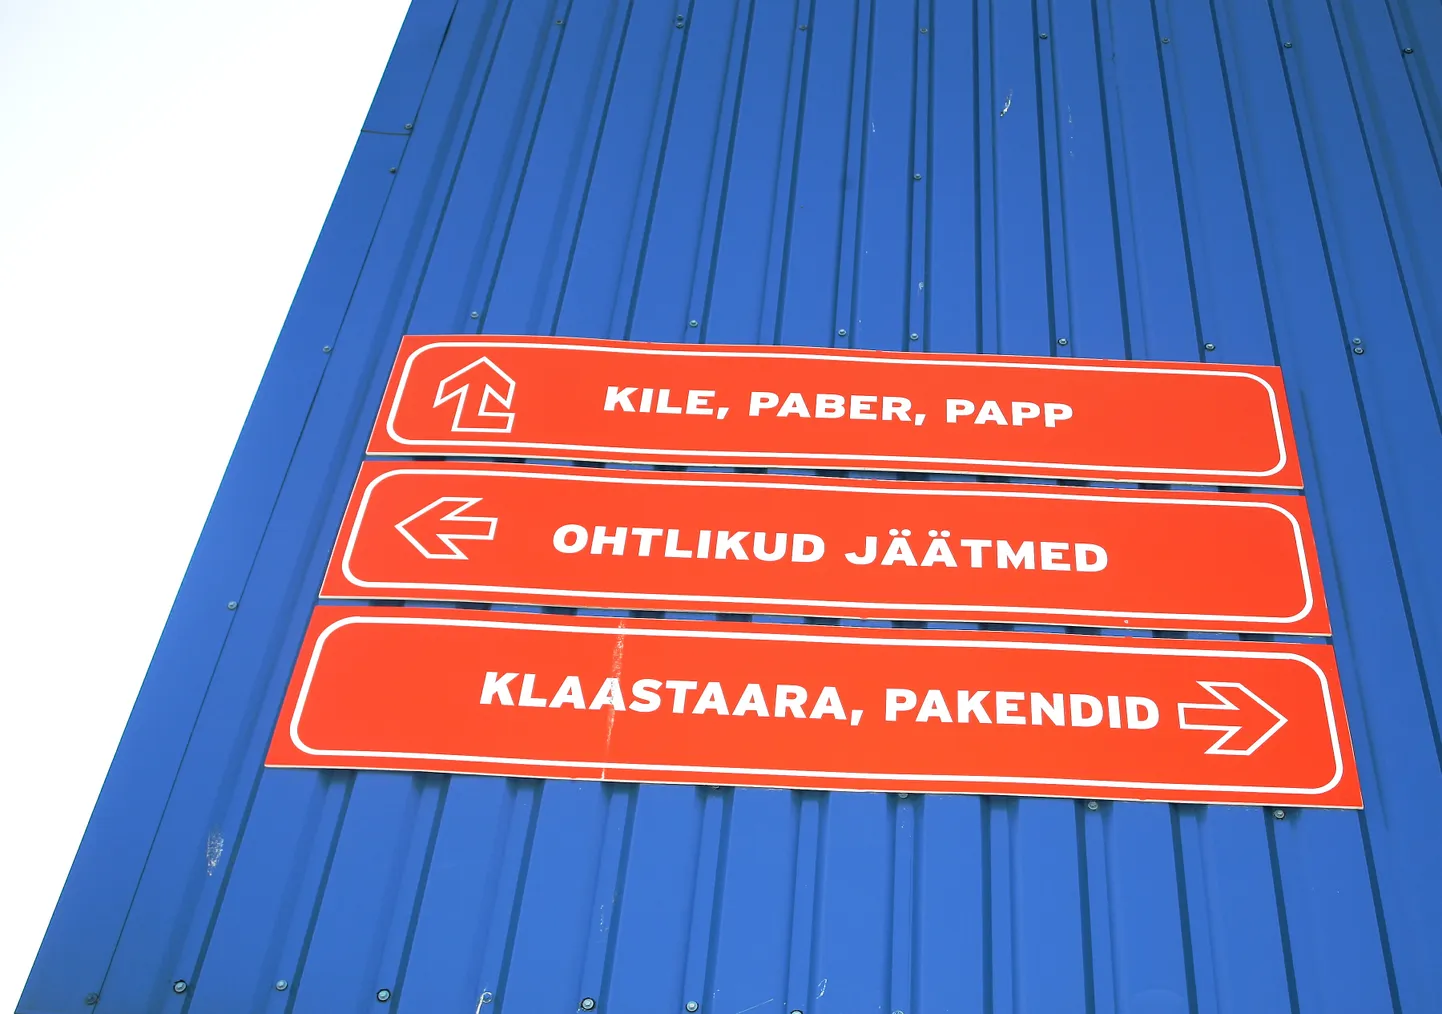 KILE, PABER, PAPP
OHTLIKUD JÄÄTMED
KLAASTAARA, PAKENDID